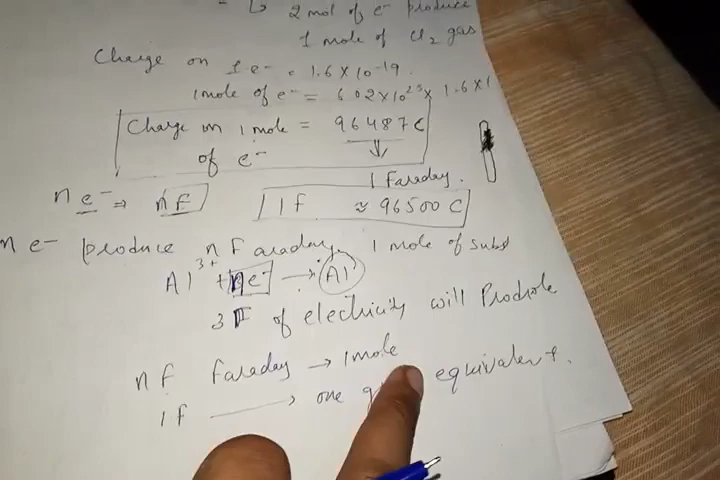 2 mol of e⁻ produce
1 mole of Cl₂ gas
Charge on 1 e⁻ = 1.6 × 10⁻¹⁹.
1 mole of e⁻ = 6.02 × 10²³ × 1.6 × 1
Charge on 1 mole = 96487 C
of e⁻
1 Faraday.
n e⁻ ⇒ nF
1 F ≈ 96500 C
n e⁻ produce n Faraday 1 mole of subst
Al³⁺ + ne⁻ → Al
3 F of electricity will Produce
nF Faraday → 1 mole
1F → one equivalent.